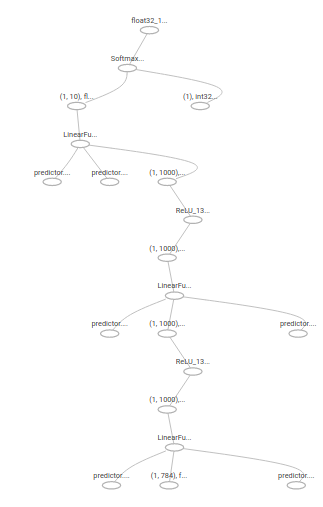 float32_1...
Softmax...
(1, 10), fl...
(1), int32...
LinearFu...
predictor....
predictor....
(1, 1000),...
ReLU_13...
(1, 1000),...
LinearFu...
predictor....
(1, 1000),...
predictor....
ReLU_13...
(1, 1000),...
LinearFu...
predictor....
(1, 784), f...
predictor....